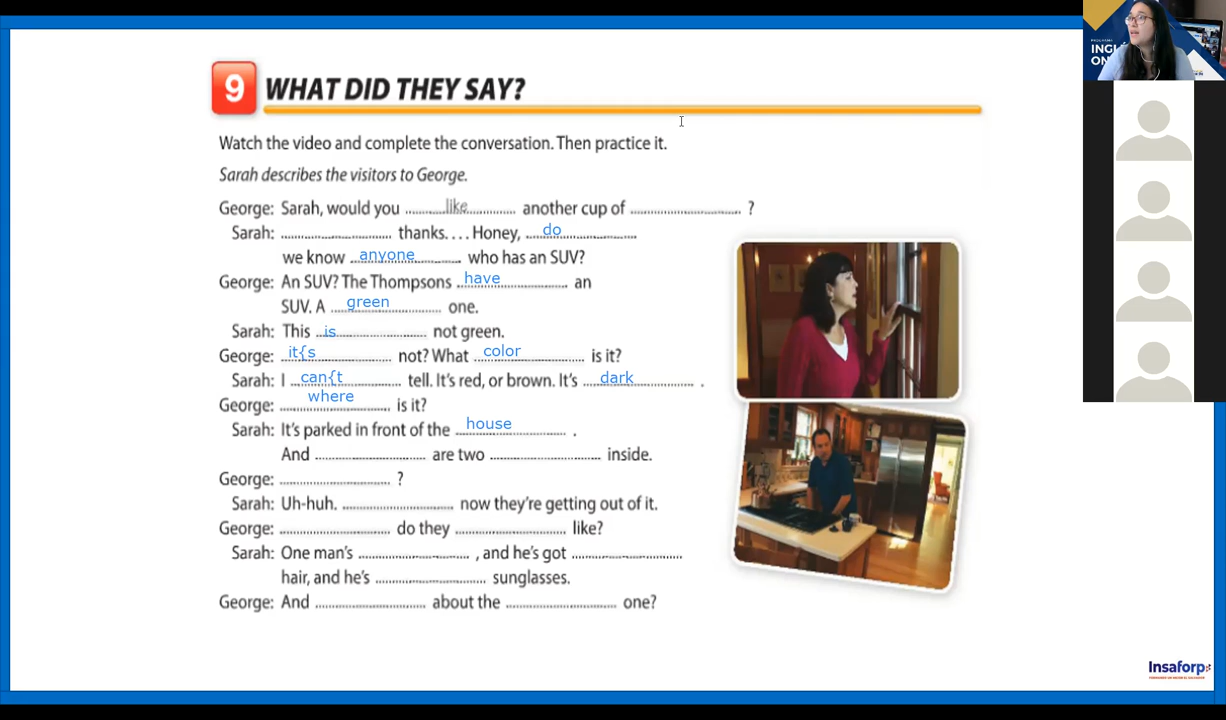 9 WHAT DID THEY SAY?
Watch the video and complete the conversation. Then practice it.
Sarah describes the visitors to George.
George: Sarah, would you like another cup of ?
Sarah: thanks. . . . Honey, do
we know anyone who has an SUV?
George: An SUV? The Thompsons have an
SUV. A green one.
Sarah: This is not green.
George: it{s not? What color is it?
Sarah: I can{t tell. It's red, or brown. It's dark .
George: where is it?
Sarah: It's parked in front of the house .
And are two inside.
George: ?
Sarah: Uh-huh. now they're getting out of it.
George: do they like?
Sarah: One man's , and he's got
hair, and he's sunglasses.
George: And about the one?
INGL
ON
Insaforp